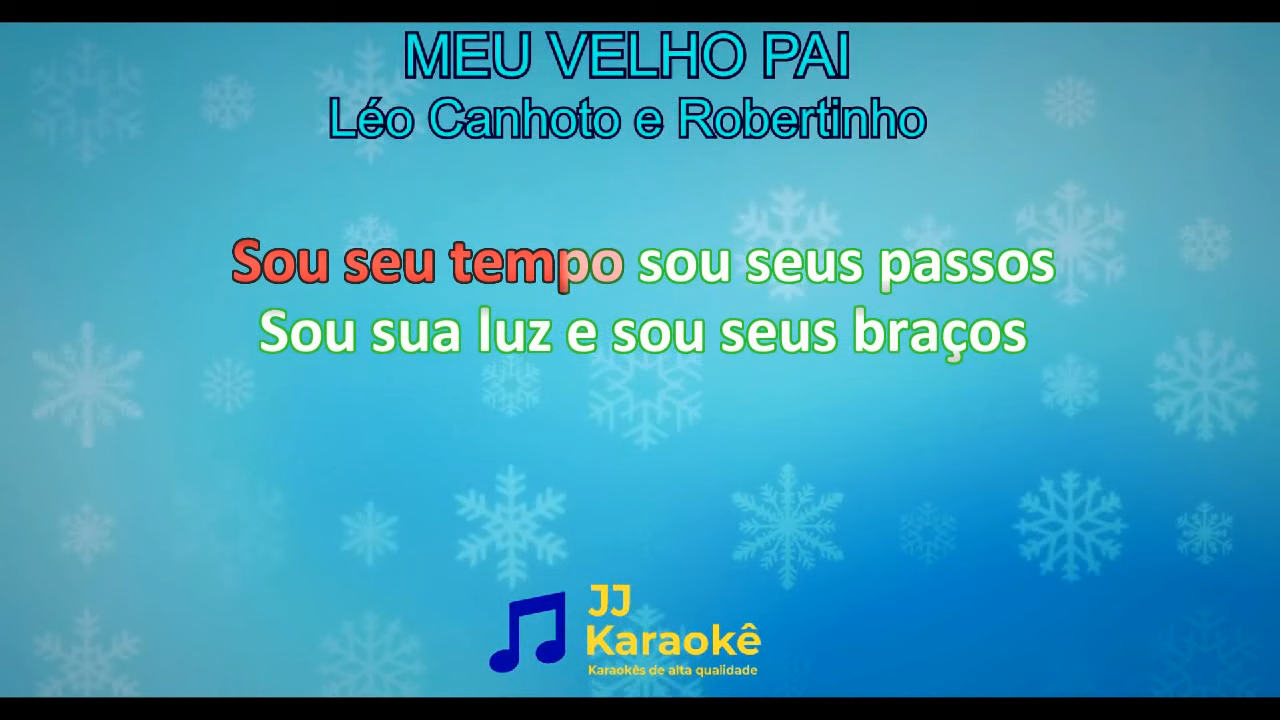 MEU VELHO PAI
Léo Canhoto e Robertinho
Sou seu tempo sou seus passos
Sou sua luz e sou seus braços
JJ
Karaokê
Karaokês de alta qualidade